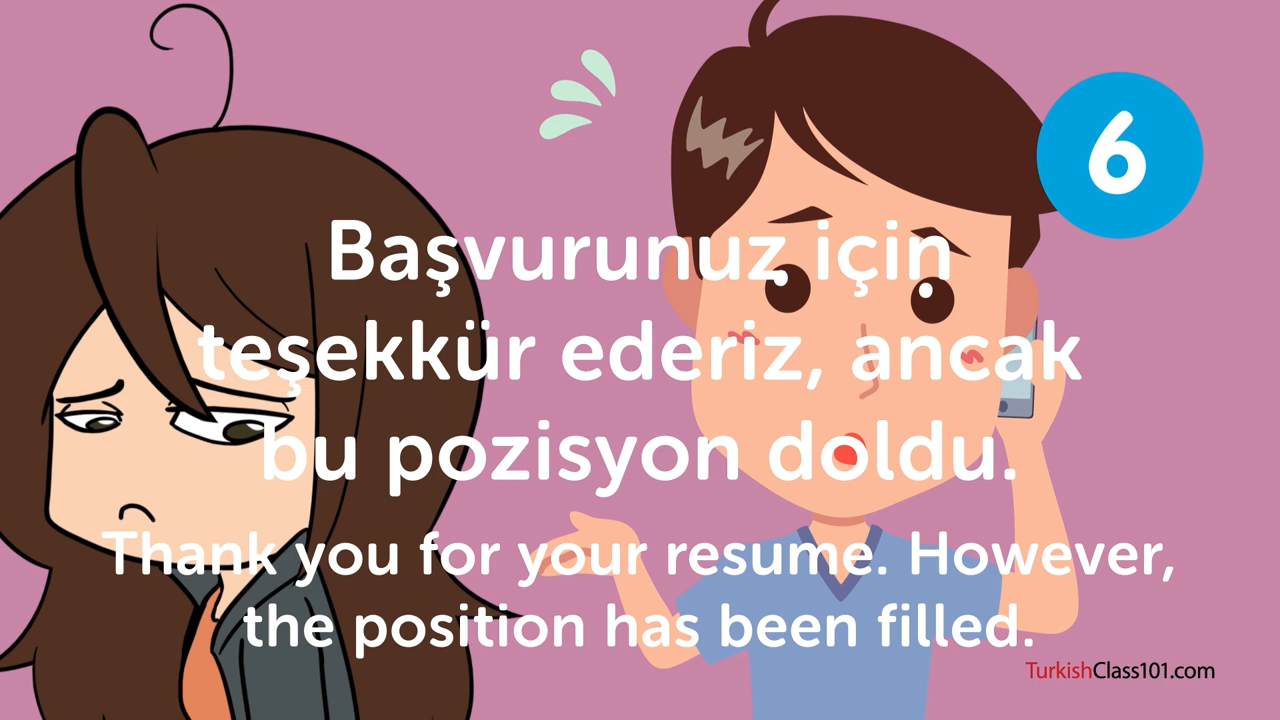 6
Başvurunuz için
teşekkür ederiz, ancak
bu pozisyon doldu.
Thank you for your resume. However,
the position has been filled.
TurkishClass101.com